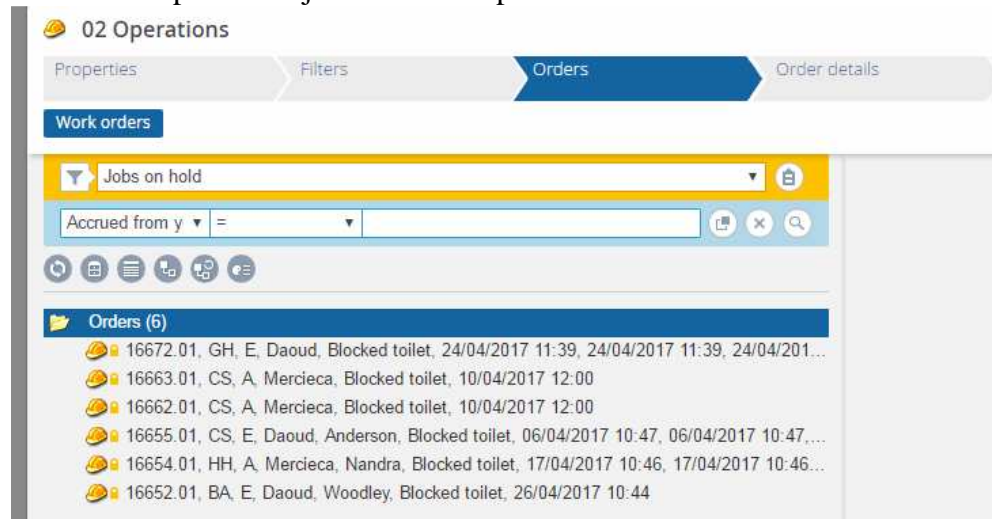 02 Operations
Properties Filters Orders Order details
Work orders
Jobs on hold
Accrued from y =
Orders (6)
16672.01, GH, E, Daoud, Blocked toilet, 24/04/2017 11:39, 24/04/2017 11:39, 24/04/201...
16663.01, CS, A, Mercieca, Blocked toilet, 10/04/2017 12:00
16662.01, CS, A, Mercieca, Blocked toilet, 10/04/2017 12:00
16655.01, CS, E, Daoud, Anderson, Blocked toilet, 06/04/2017 10:47, 06/04/2017 10:47,...
16654.01, HH, A, Mercieca, Nandra, Blocked toilet, 17/04/2017 10:46, 17/04/2017 10:46...
16652.01, BA, E, Daoud, Woodley, Blocked toilet, 26/04/2017 10:44